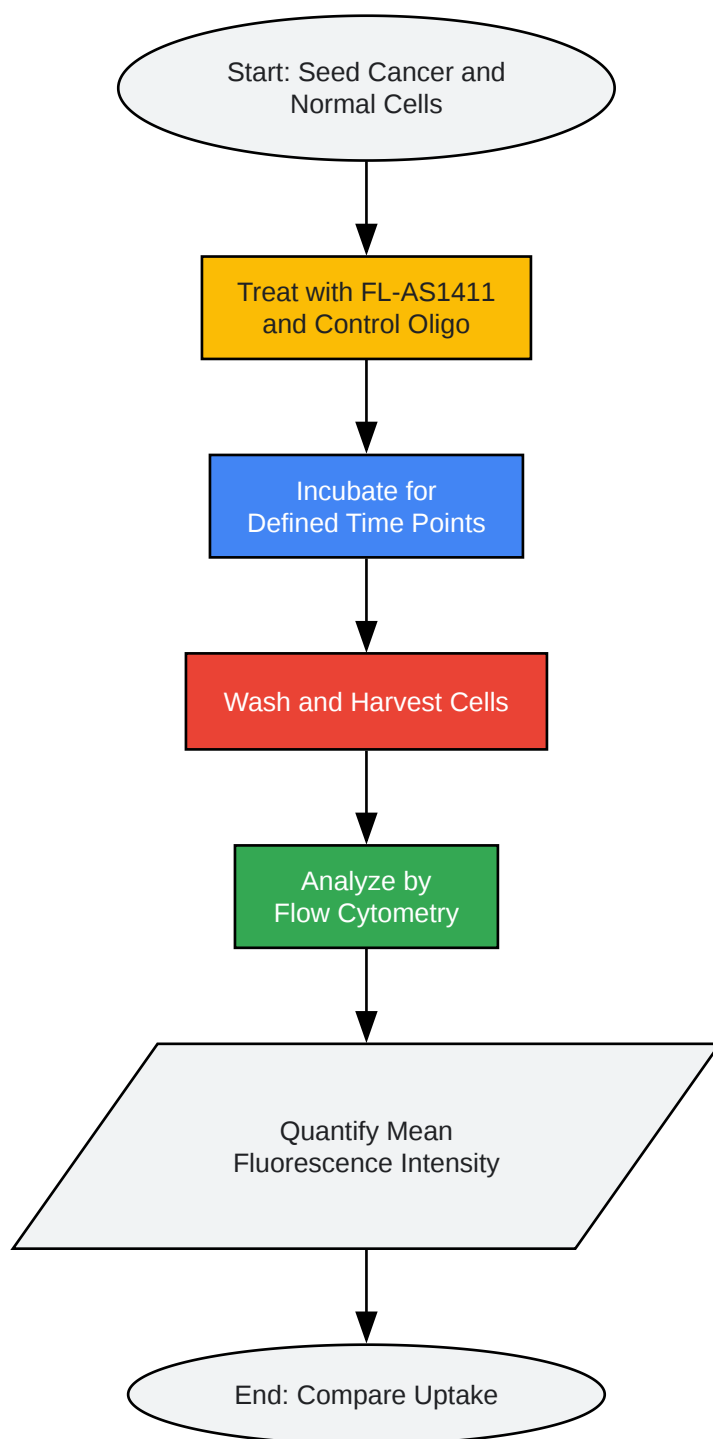 Start: Seed Cancer and
Normal Cells
Treat with FL-AS1411
and Control Oligo
Incubate for
Defined Time Points
Wash and Harvest Cells
Analyze by
Flow Cytometry
Quantify Mean
Fluorescence Intensity
End: Compare Uptake